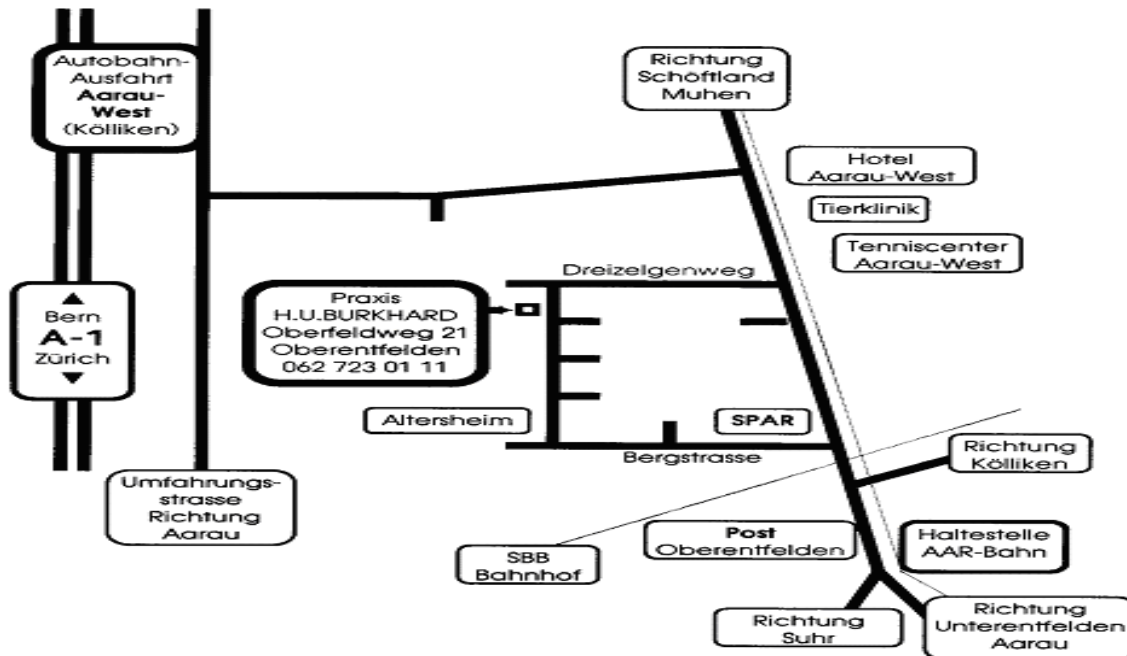 Autobahn-
Ausfahrt
Aarau-
West
(Kölliken)
Richtung
Schöftland
Muhen
Hotel
Aarau-West
Tierklinik
Tenniscenter
Aarau-West
Dreizelgenweg
Bern
A-1
Zürich
Praxis
H.U.BURKHARD
Oberfeldweg 21
Oberentfelden
062 723 01 11
Altersheim
SPAR
Bergstrasse
Richtung
Kölliken
Umfahrungs-
strasse
Richtung
Aarau
Post
Oberentfelden
Haltestelle
AAR-Bahn
SBB
Bahnhof
Richtung
Suhr
Richtung
Unterentfelden
Aarau